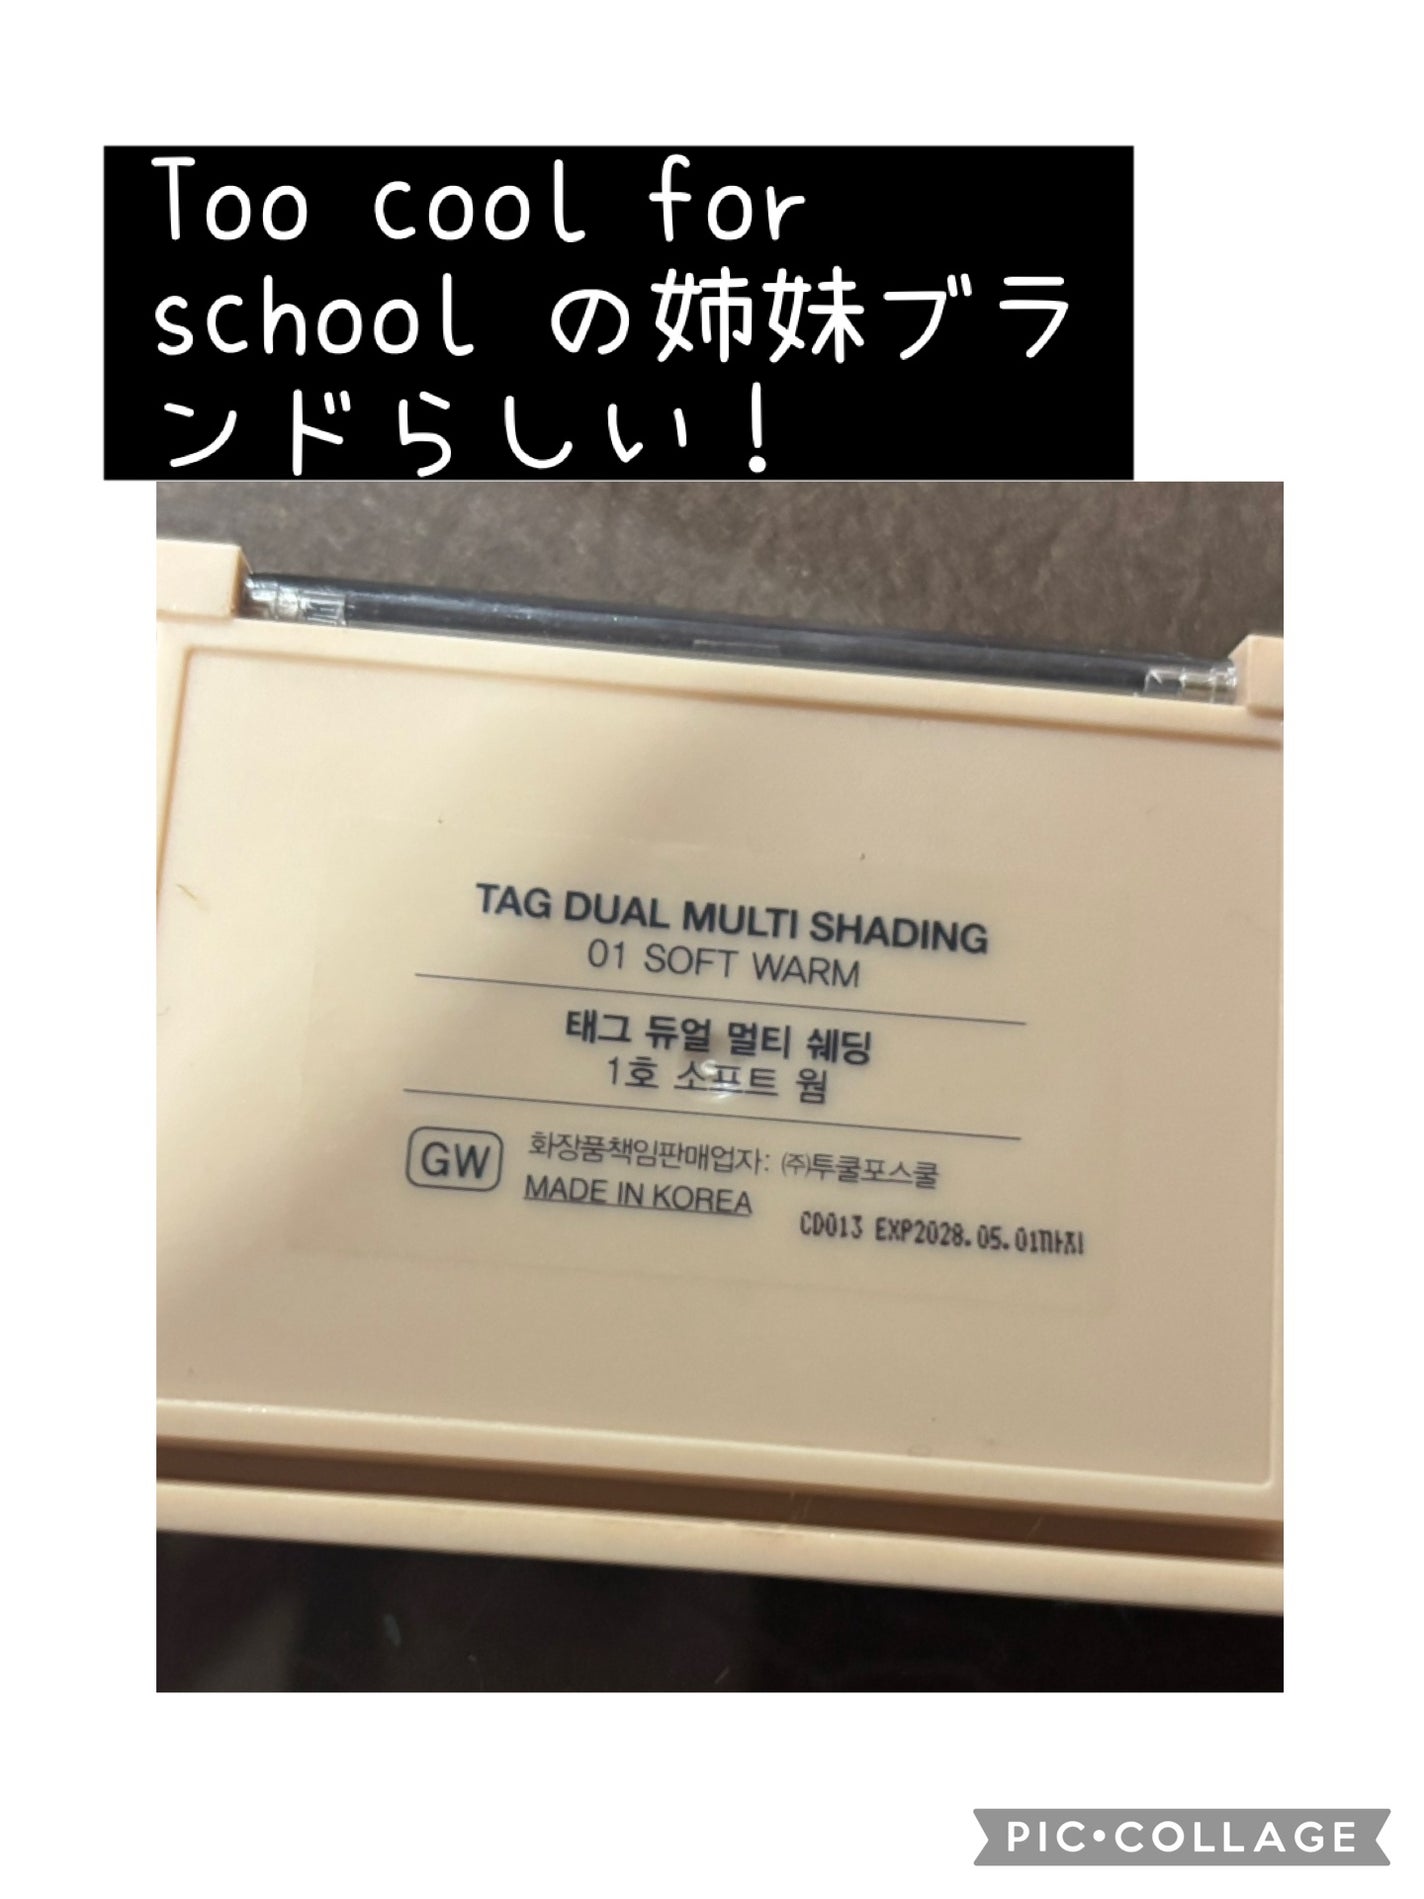 Too cool for
school の姉妹ブラ
ンドらしい！
TAG DUAL MULTI SHADING
01 SOFT WARM
태그 듀얼 멀티 쉐딩
1호 소프트 웜
GW 화장품책임판매업자: ㈜투쿨포스쿨
MADE IN KOREA
CD013 EXP2028.05.01까지
PIC•COLLAGE